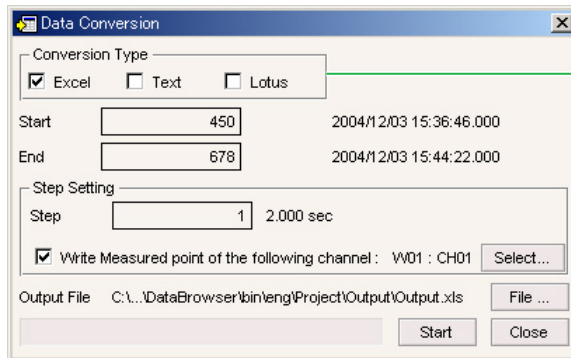 Data Conversion
Conversion Type
Excel Text Lotus
Start 450 2004/12/03 15:36:46.000
End 678 2004/12/03 15:44:22.000
Step Setting
Step 1 2.000 sec
Write Measured point of the following channel : W01 : CH01 Select...
Output File C:\...\DataBrowser\bin\eng\Project\Output\Output.xls File ...
Start Close